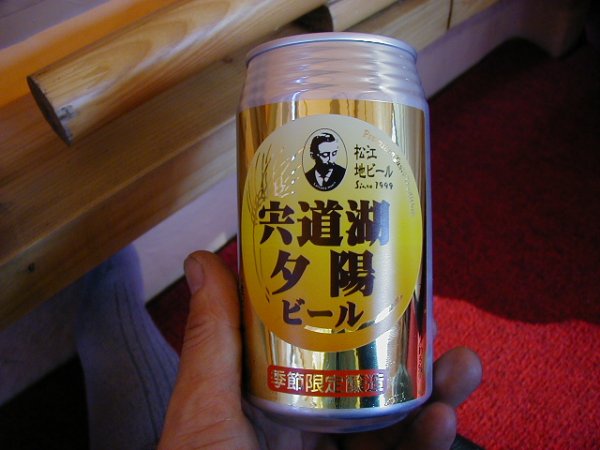 松江
地ビール
Since 1999
宍道湖
夕陽
ビール
季節限定醸造